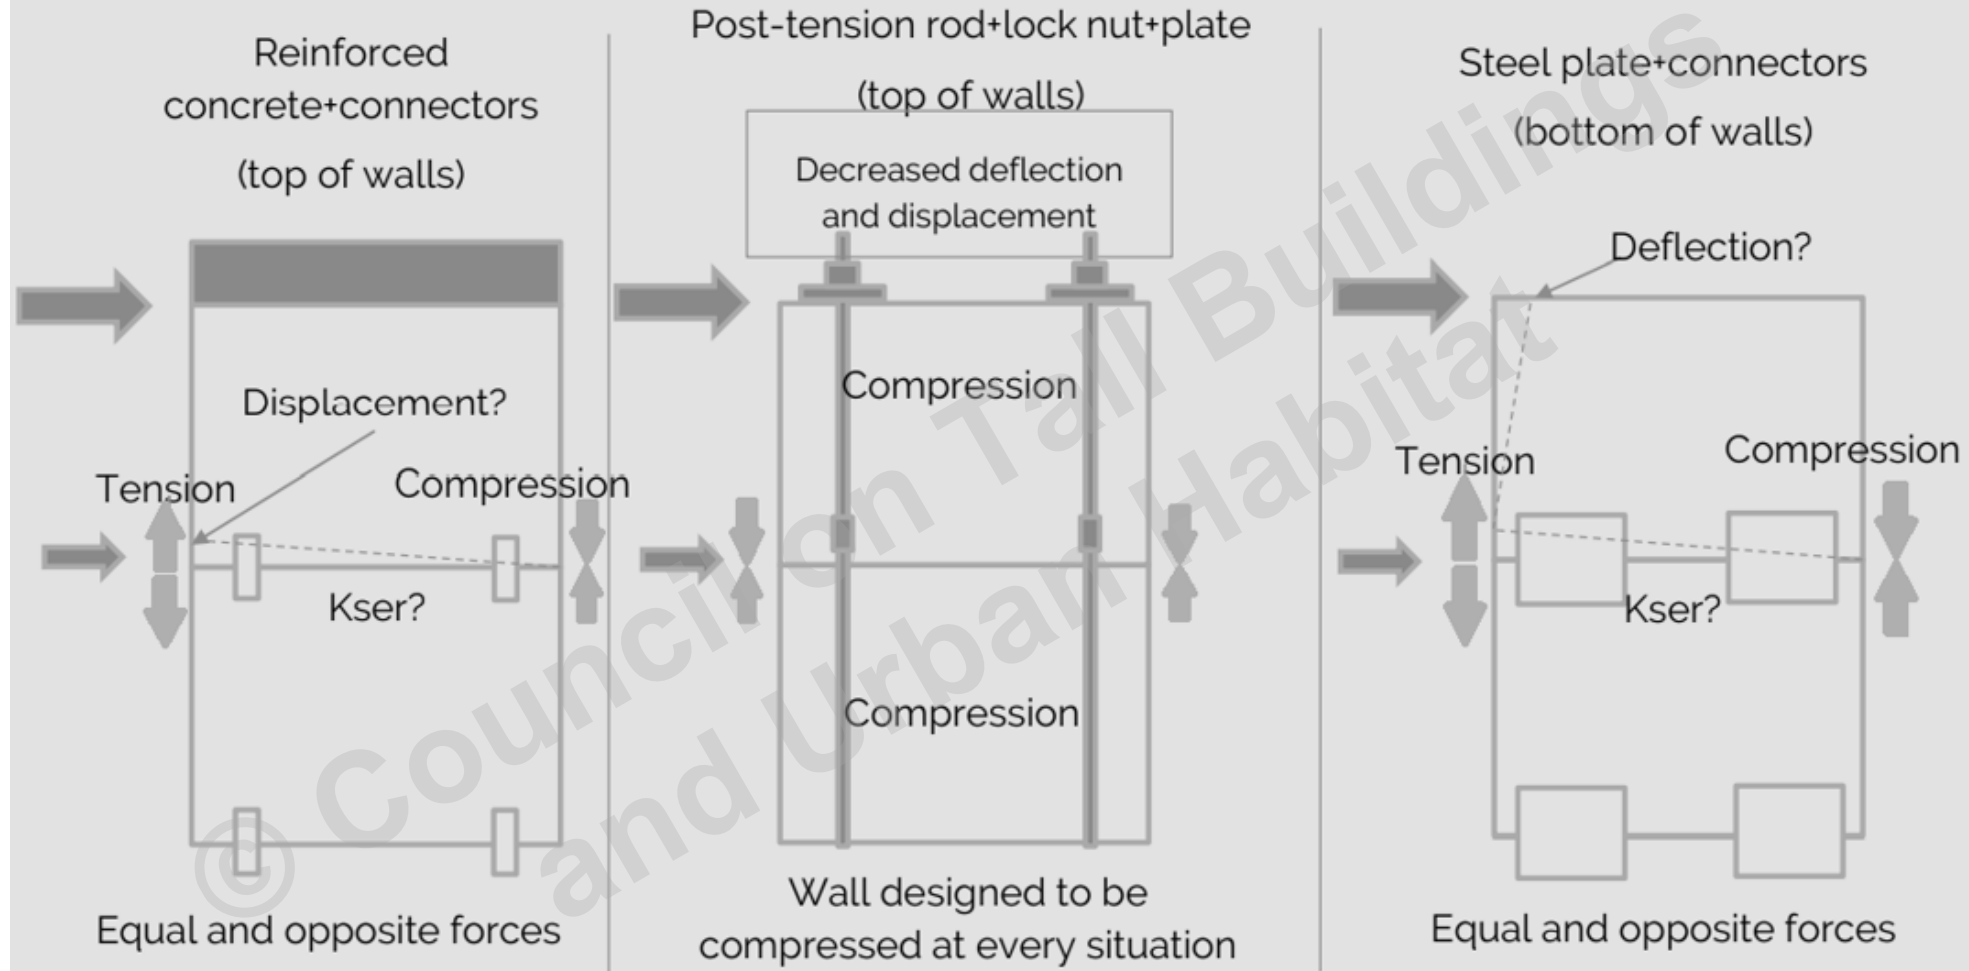 Reinforced
concrete+connectors
(top of walls)
Displacement?
Tension
Compression
Kser?
Equal and opposite forces
Post-tension rod+lock nut+plate
(top of walls)
Decreased deflection
and displacement
Compression
Compression
Wall designed to be
compressed at every situation
Steel plate+connectors
(bottom of walls)
Deflection?
Tension
Compression
Kser?
Equal and opposite forces
© Council on Tall Buildings
and Urban Habitat